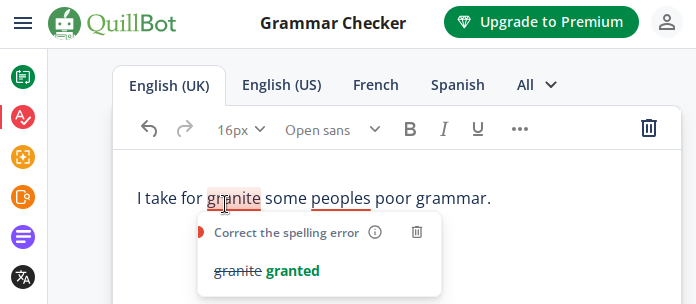 QuillBot
Grammar Checker
Upgrade to Premium
English (UK) English (US) French Spanish All
16px Open sans B I U
I take for granite some peoples poor grammar.
Correct the spelling error
granite granted